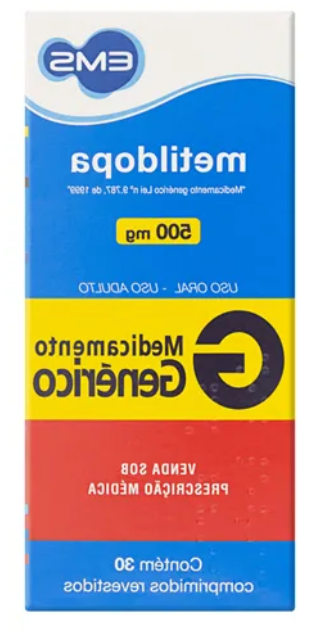 EMS
metildopa
"Medicamento genérico Lei nº 9.787, de 1999"
500 mg
USO ORAL - USO ADULTO
G
Medicamento
Genérico
VENDA SOB
PRESCRIÇÃO MÉDICA
Contém 30
comprimidos revestidos